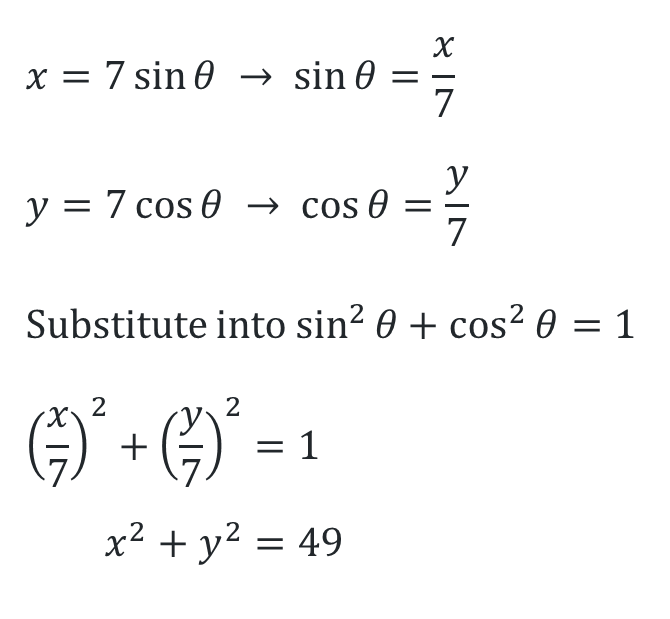 x = 7 sin θ → sin θ = x/7
y = 7 cos θ → cos θ = y/7
Substitute into sin² θ + cos² θ = 1
(x/7)² + (y/7)² = 1
x² + y² = 49